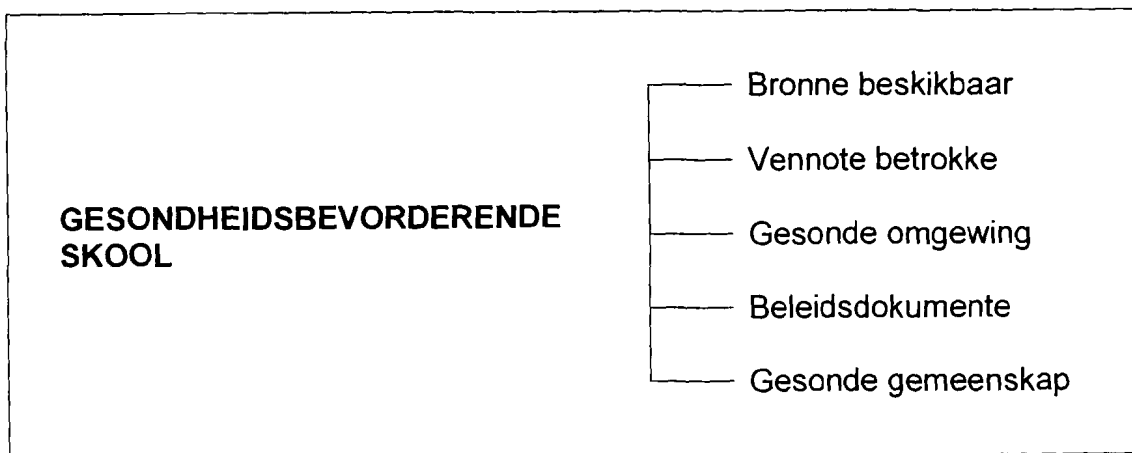 GESONDHEIDSBEVORDERENDE
SKOOL
Bronne beskikbaar
Vennote betrokke
Gesonde omgewing
Beleidsdokumente
Gesonde gemeenskap